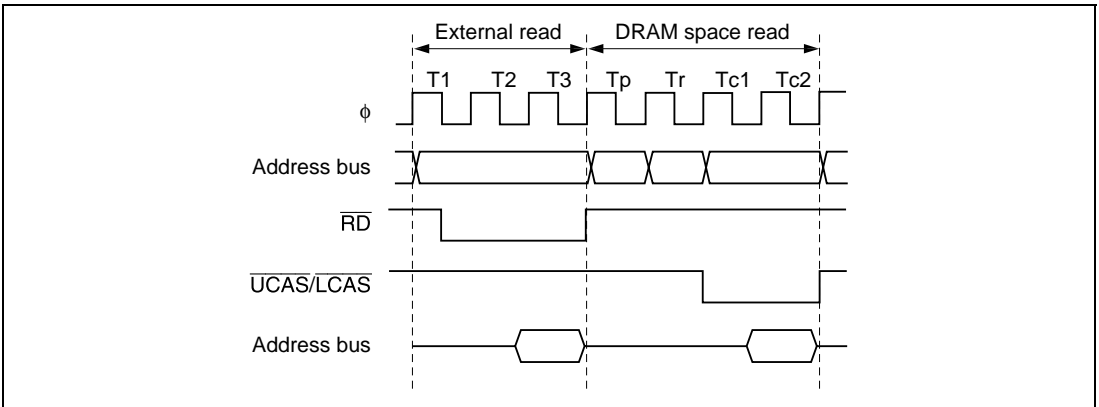 External read DRAM space read
T1 T2 T3 Tp Tr Tc1 Tc2
ϕ
Address bus
RD
UCAS/LCAS
Address bus